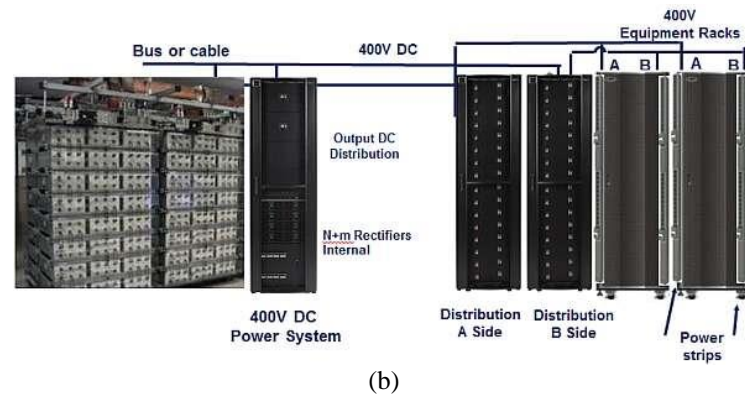 400V
Equipment Racks
Bus or cable
400V DC
A B A B
Output DC
Distribution
N+m Rectifiers
Internal
400V DC
Power System
Distribution
A Side
Distribution
B Side
Power
strips
(b)